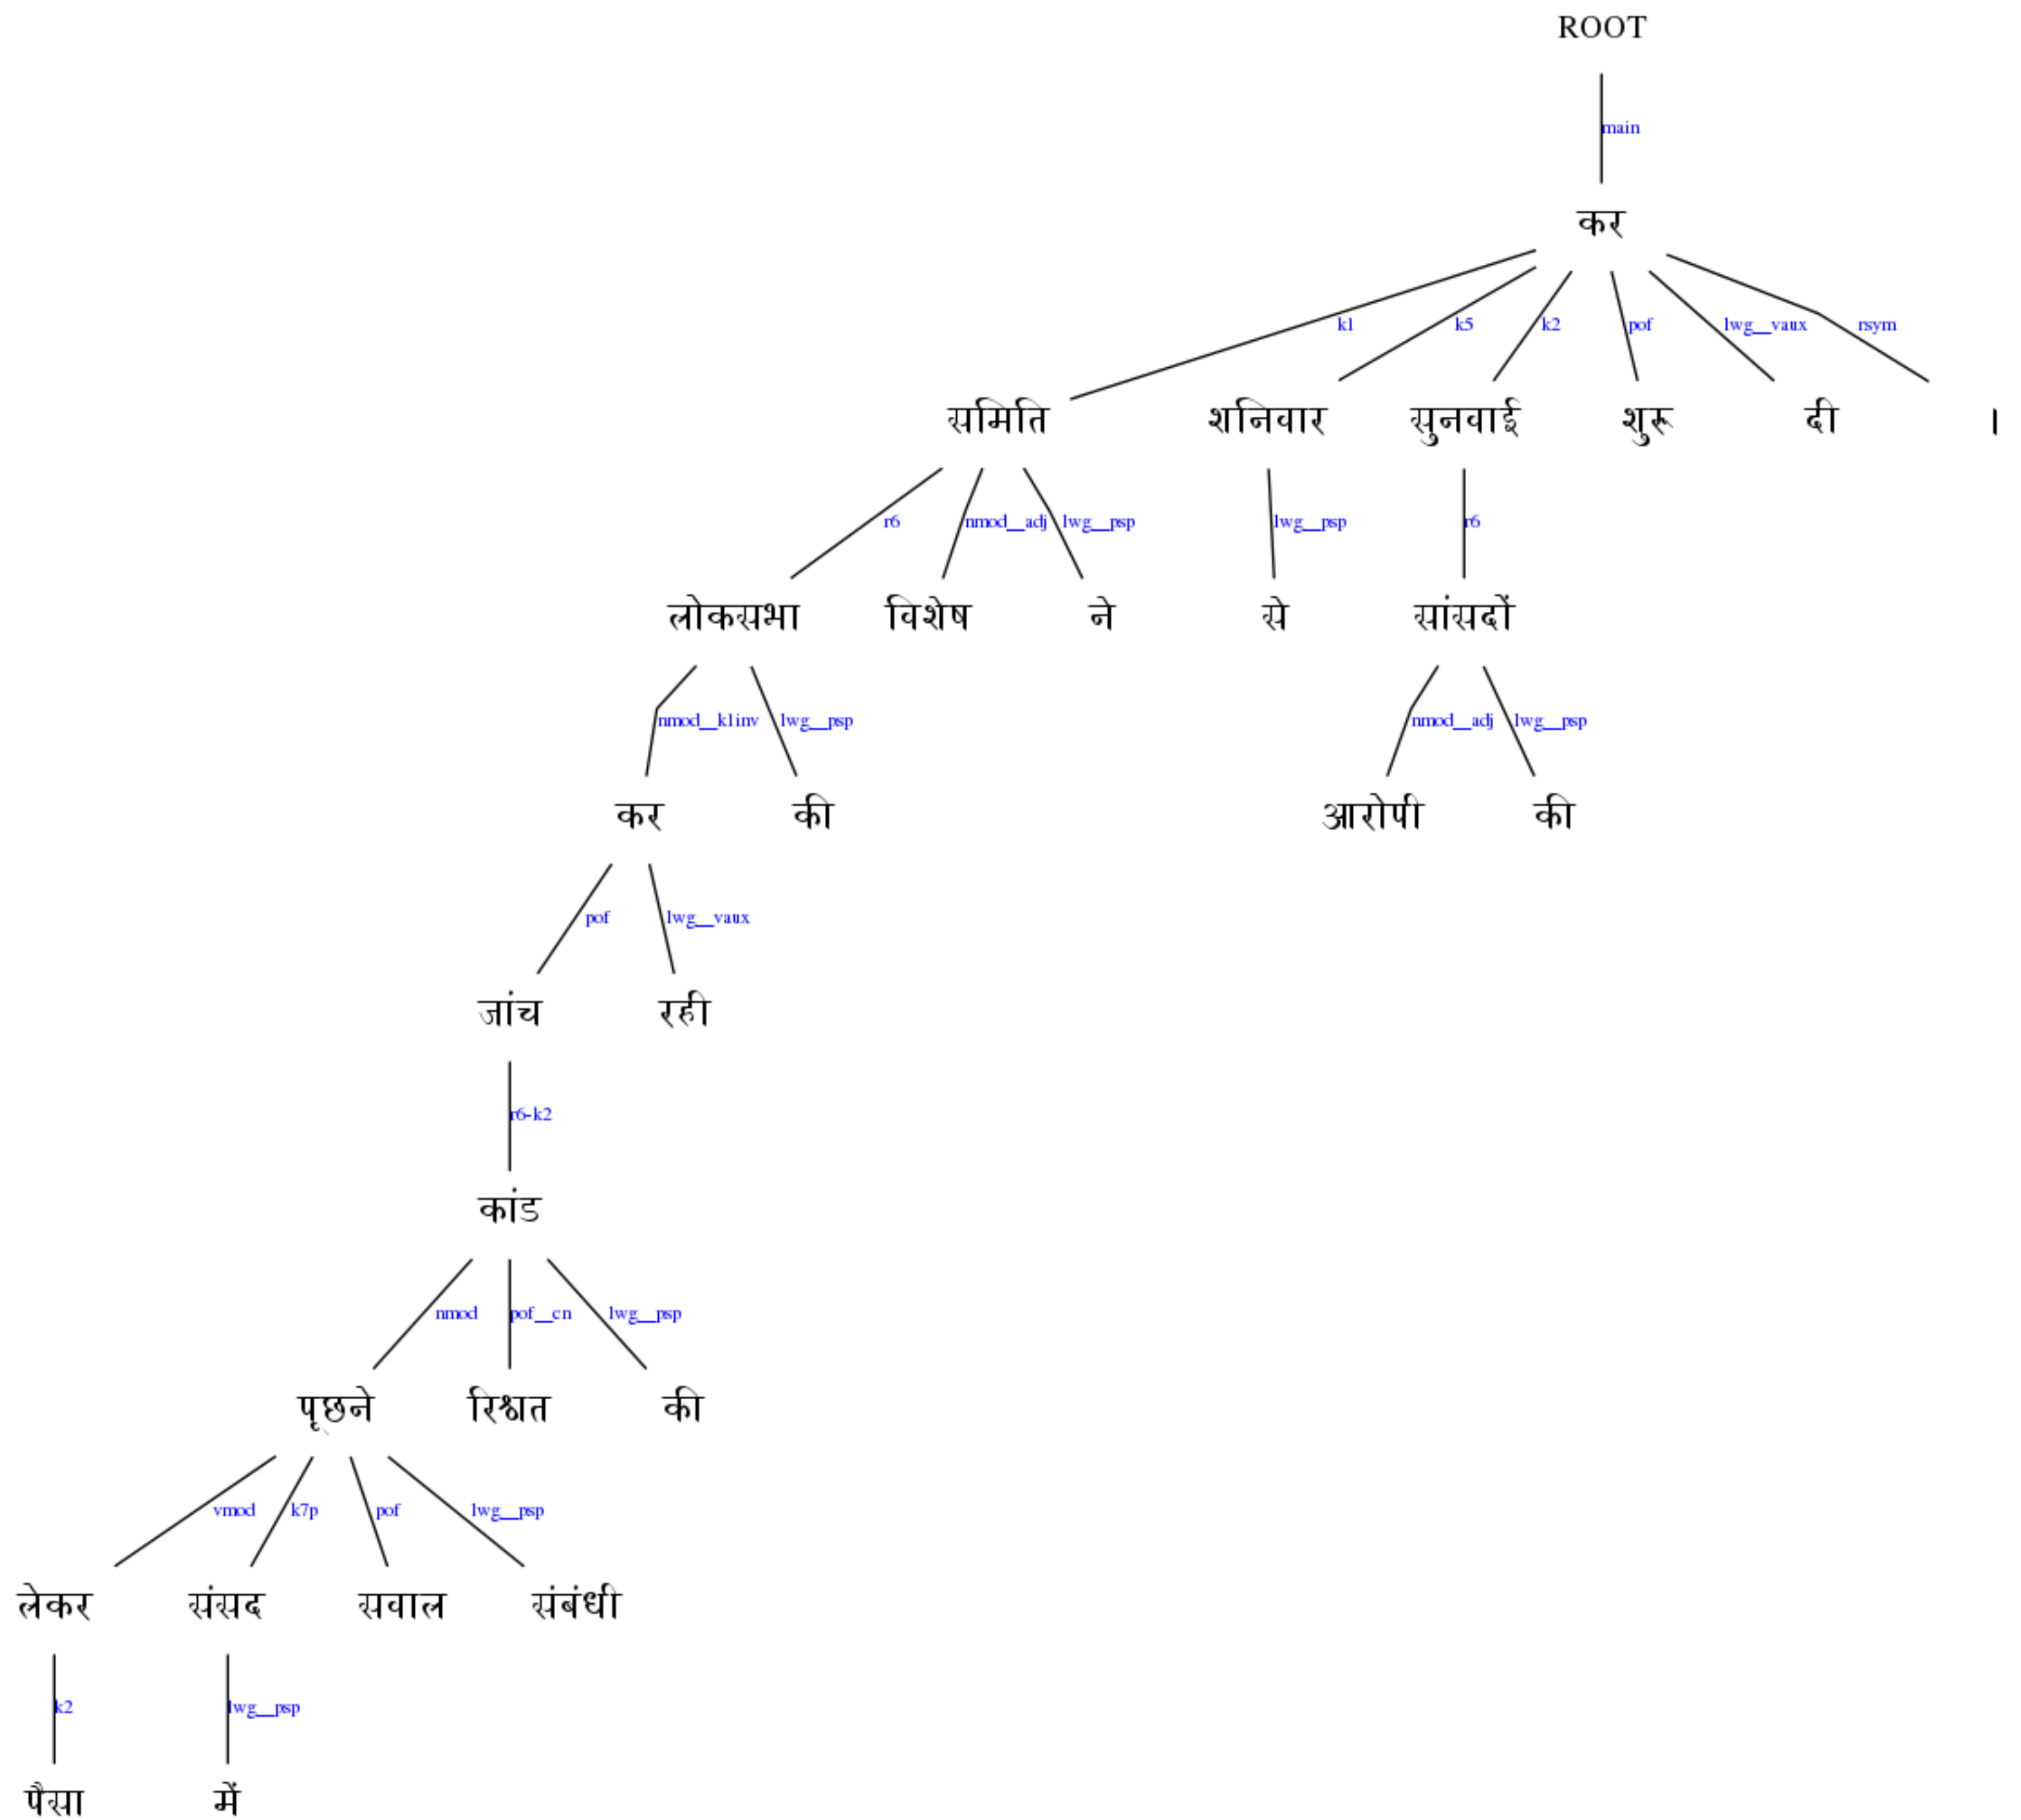 ROOT
main
कर
k1 k5 k2 pof lwg__vaux rsym
समिति शनिवार सुनवाई शुरू दी ।
r6 nmod__adj lwg__psp lwg__psp r6
लोकसभा विशेष ने से सांसदों
nmod__k1inv lwg__psp nmod__adj lwg__psp
कर की आरोपी की
pof lwg__vaux
जांच रही
r6-k2
कांड
nmod pof__cn lwg__psp
पूछने रिश्वत की
vmod k7p pof lwg__psp
लेकर संसद सवाल संबंधी
k2 lwg__psp
पैसा में